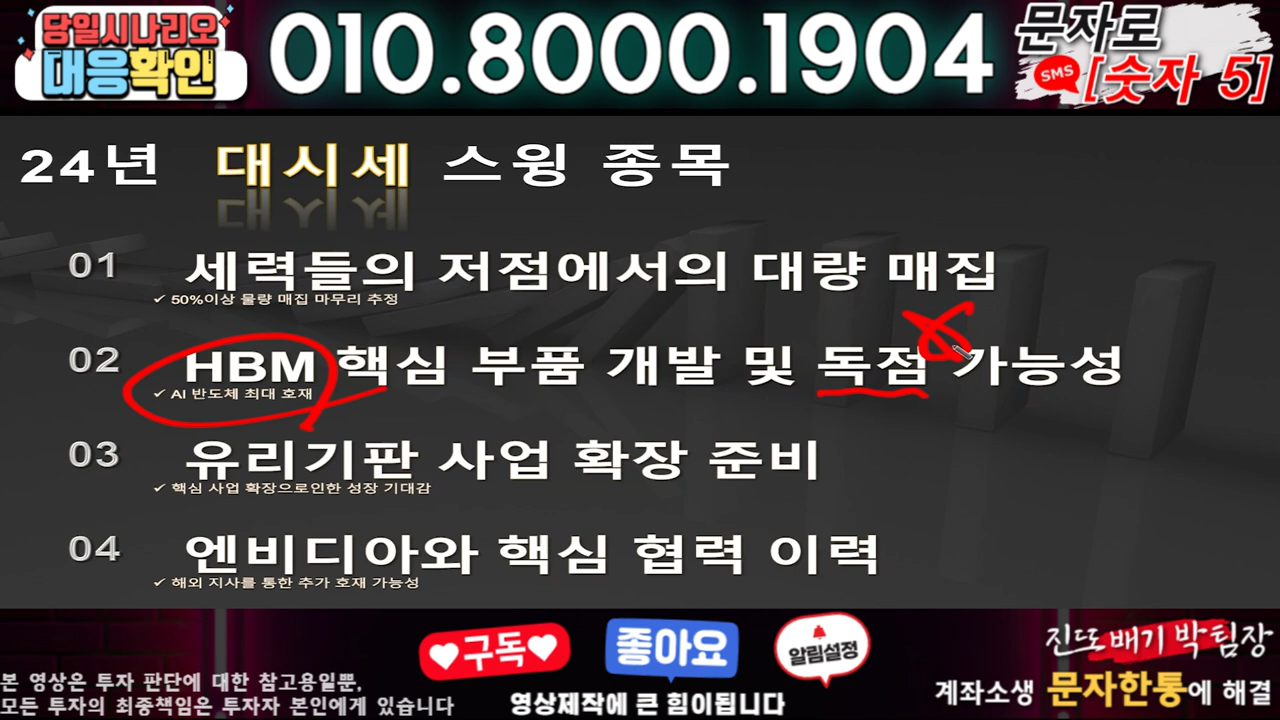 당일시나리오
대응확인
010.8000.1904
문자로
SMS [숫자 5]
24년 대시세 스윙 종목
01 세력들의 저점에서의 대량 매집
✓ 50%이상 물량 매집 마무리 추정
02 HBM 핵심 부품 개발 및 독점 가능성
✓ AI 반도체 최대 호재
03 유리기판 사업 확장 준비
✓ 핵심 사업 확장으로인한 성장 기대감
04 엔비디아와 핵심 협력 이력
✓ 해외 지사를 통한 추가 호재 가능성
구독
좋아요
알림설정
영상제작에 큰 힘이됩니다
본 영상은 투자 판단에 대한 참고용일뿐,
모든 투자의 최종책임은 투자자 본인에게 있습니다
진또배기 박팀장
계좌소생 문자한통에 해결